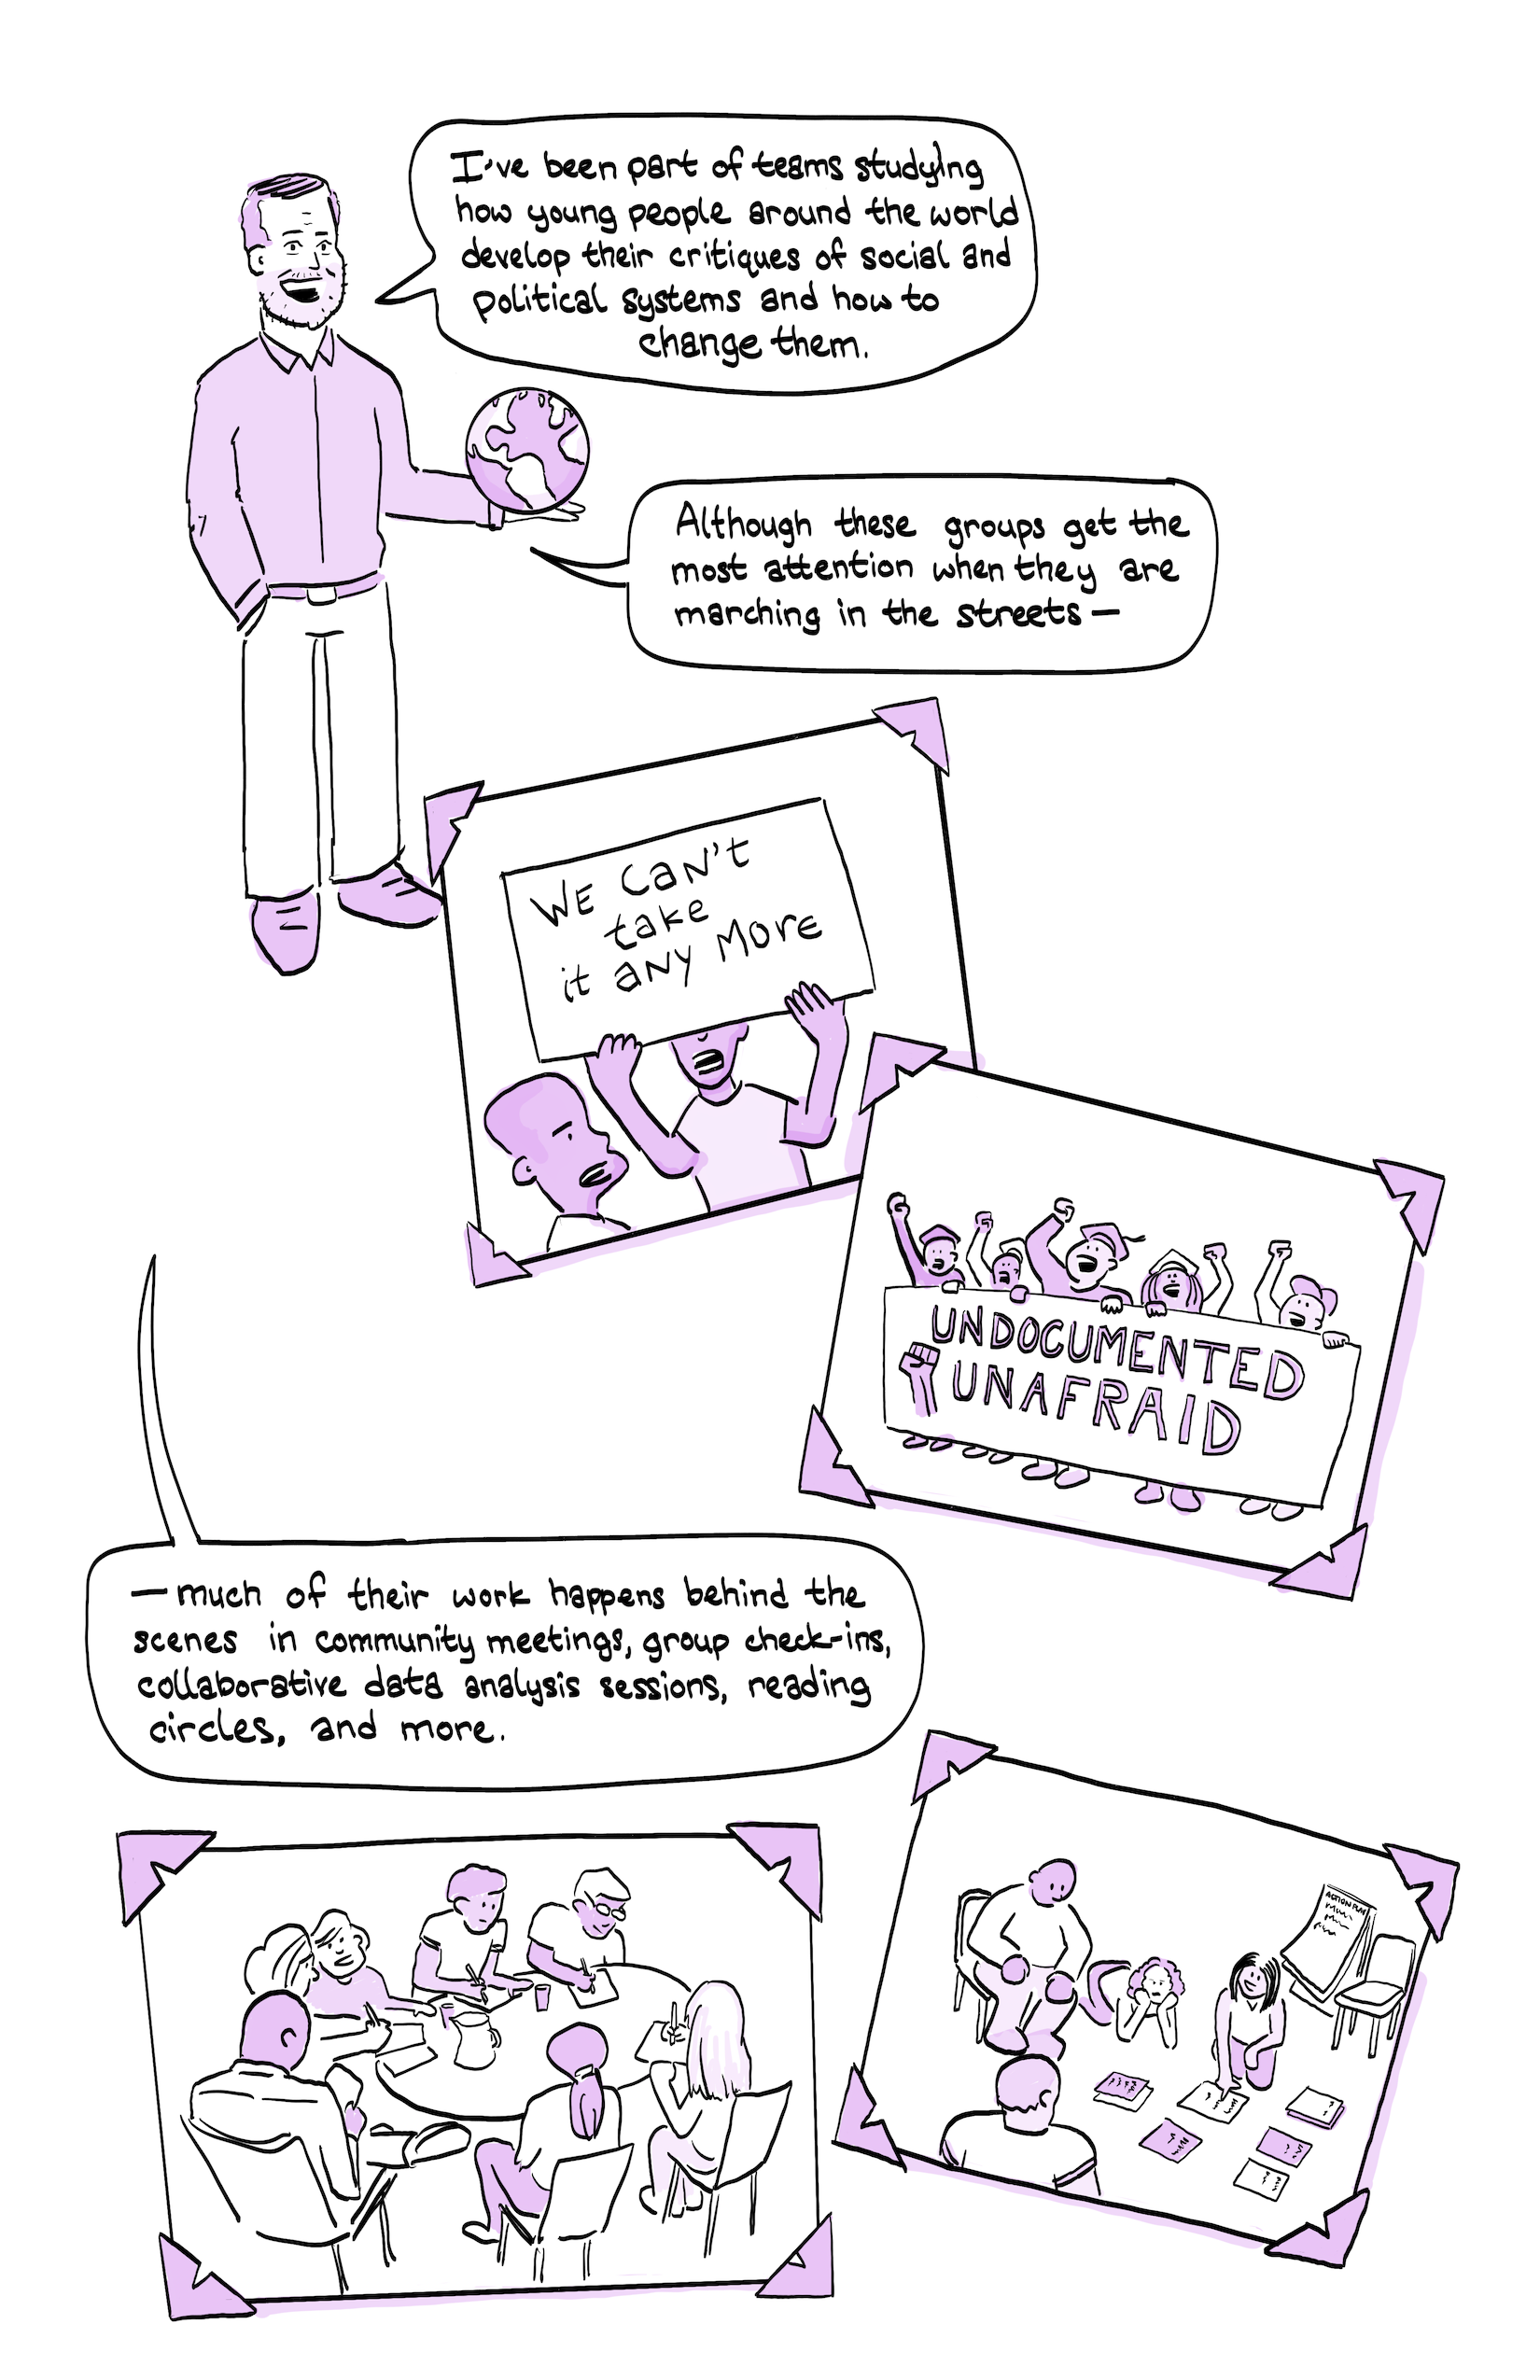 I've been part of teams studying
how young people around the world
develop their critiques of social and
political systems and how to
change them.
Although these groups get the
most attention when they are
marching in the streets—
WE CAN't
take
it ANY MORE
UNDOCUMENTED
UNAFRAID
—much of their work happens behind the
scenes in community meetings, group check-ins,
collaborative data analysis sessions, reading
circles, and more.
ACTION PLAN